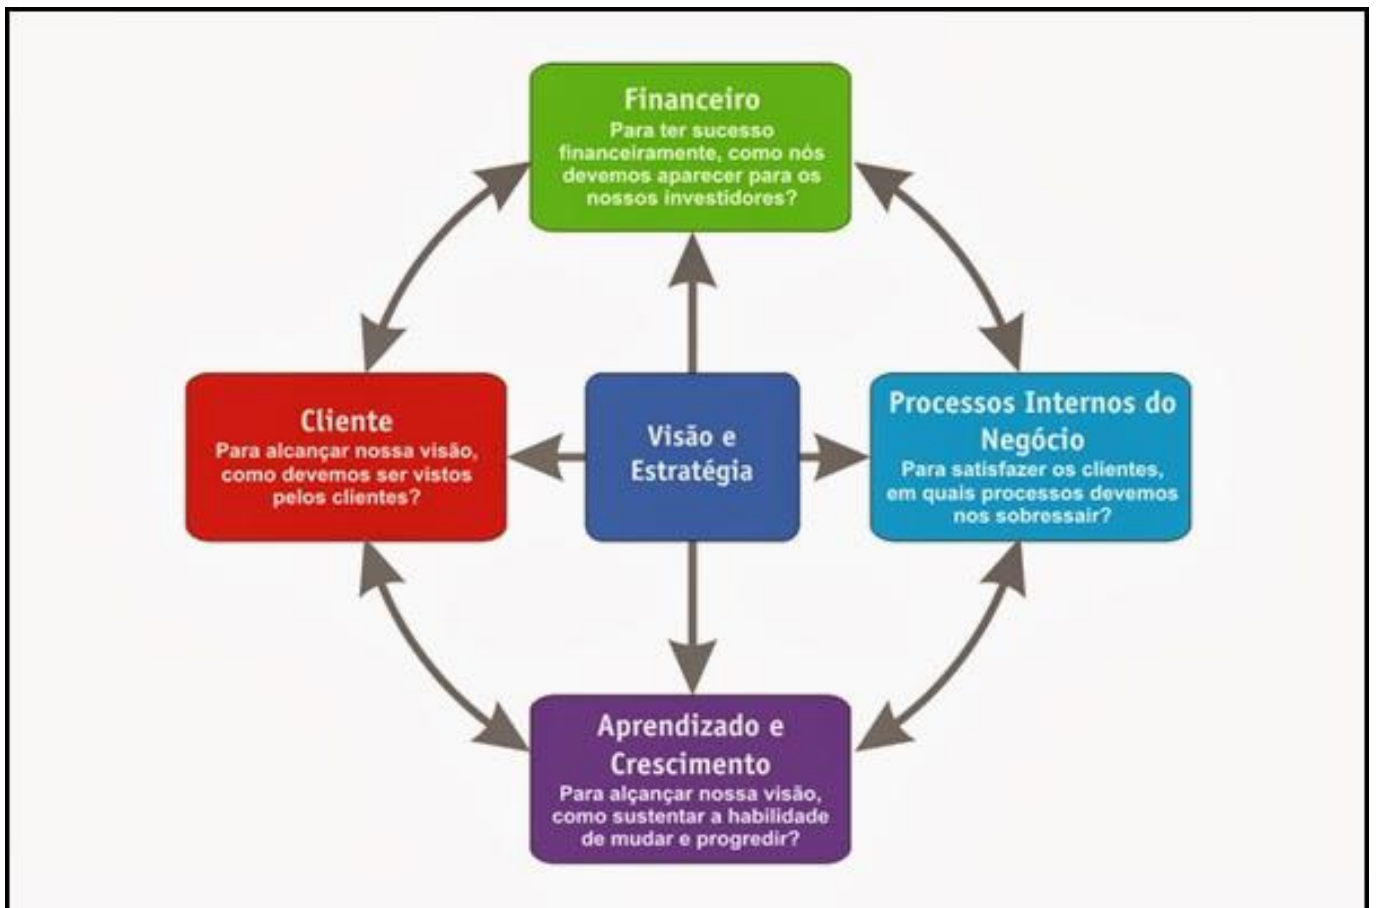 Financeiro
Para ter sucesso
financeiramente, como nós
devemos aparecer para os
nossos investidores?
Cliente
Para alcançar nossa visão,
como devemos ser vistos
pelos clientes?
Visão e
Estratégia
Processos Internos do
Negócio
Para satisfazer os clientes,
em quais processos devemos
nos sobressair?
Aprendizado e
Crescimento
Para alçançar nossa visão,
como sustentar a habilidade
de mudar e progredir?